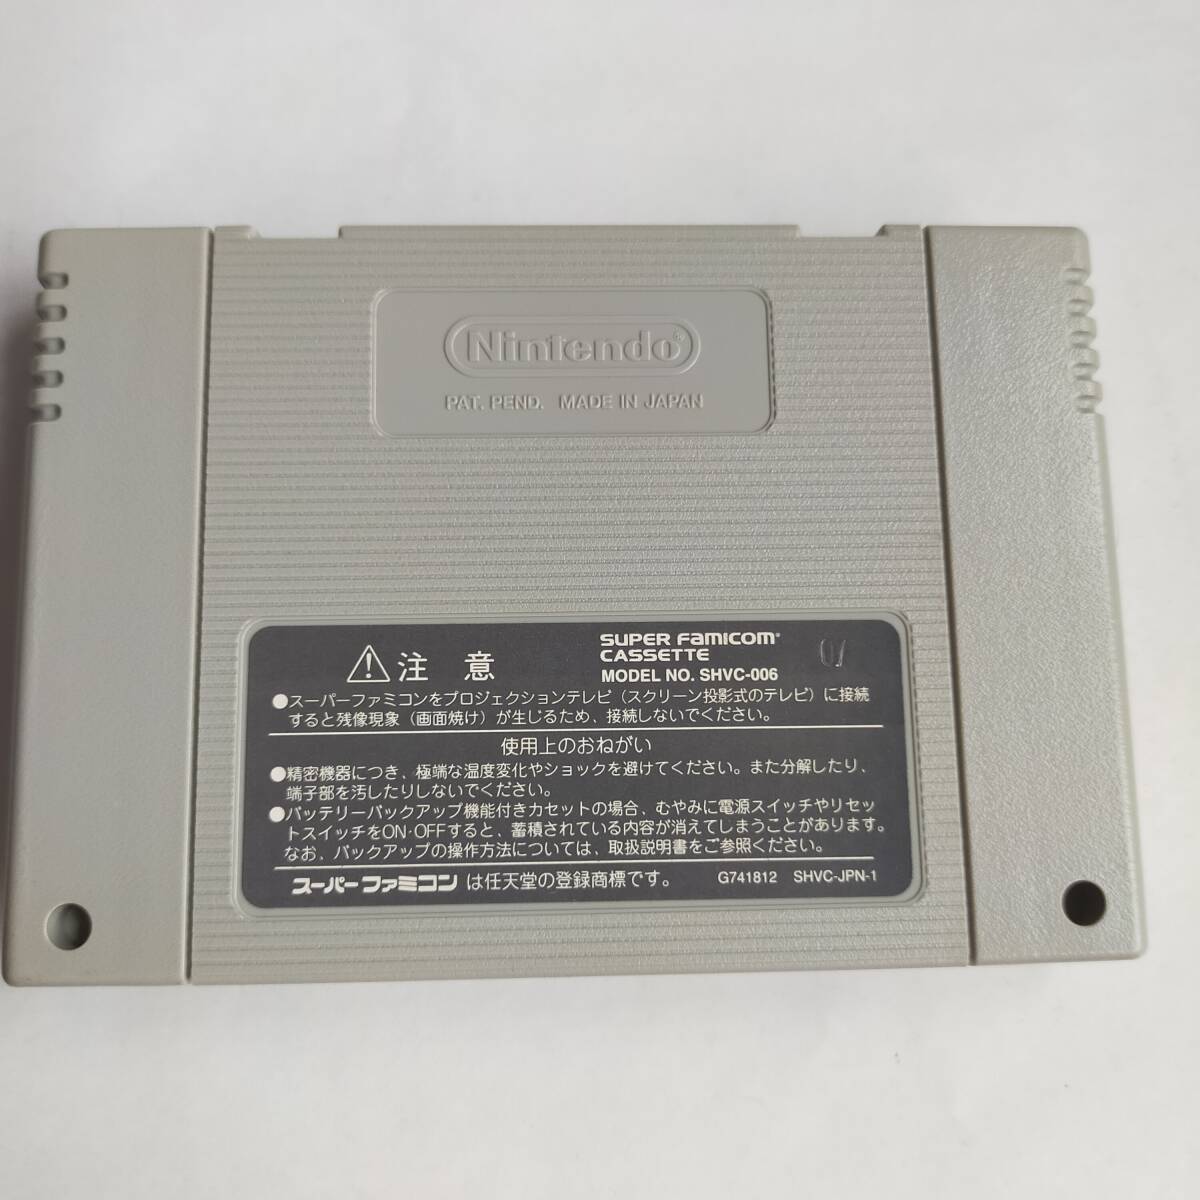 Nintendo®
PAT. PEND. MADE IN JAPAN
⚠注 意
SUPER FAMICOM®
CASSETTE
MODEL NO. SHVC-006
●スーパーファミコンをプロジェクションテレビ（スクリーン投影式のテレビ）に接続
すると残像現象（画面焼け）が生じるため、接続しないでください。
使用上のおねがい
●精密機器につき、極端な温度変化やショックを避けてください。また分解したり、
端子部を汚したりしないでください。
●バッテリーバックアップ機能付きカセットの場合、むやみに電源スイッチやリセッ
トスイッチをON・OFFすると、蓄積されている内容が消えてしまうことがあります。
なお、バックアップの操作方法については、取扱説明書をご参照ください。
スーパーファミコンは任天堂の登録商標です。 G741812 SHVC-JPN-1